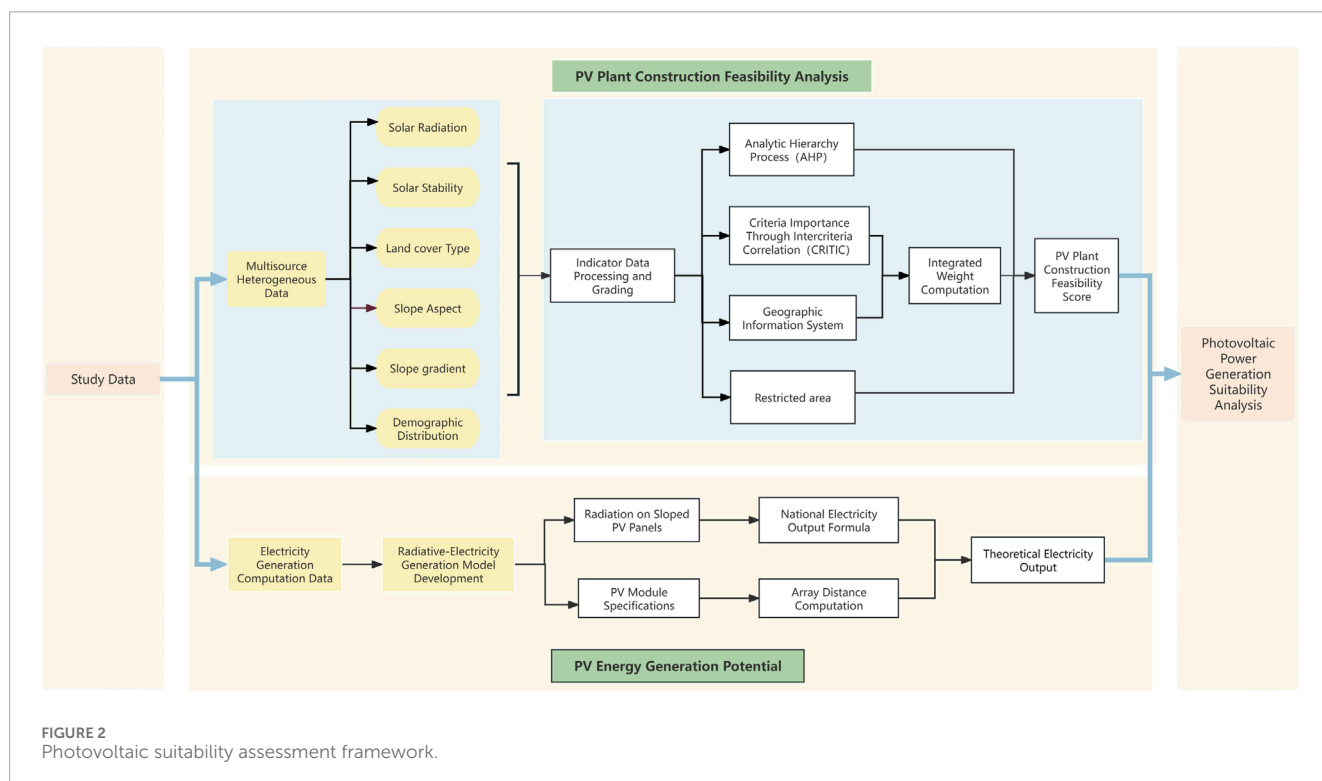 PV Plant Construction Feasibility Analysis
Study Data
Multisource
Heterogeneous
Data
Solar Radiation
Solar Stability
Land cover Type
Slope Aspect
Slope gradient
Demographic
Distribution
Indicator Data
Processing and
Grading
Analytic Hierarchy
Process（AHP）
Criteria Importance
Through Intercriteria
Correlation (CRITIC)
Geographic
Information System
Restricted area
Integrated
Weight
Computation
PV Plant
Construction
Feasibility
Score
Photovoltaic
Power
Generation
Suitability
Analysis
Electricity
Generation
Computation Data
Radiative-Electricity
Generation Model
Development
Radiation on Sloped
PV Panels
National Electricity
Output Formula
PV Module
Specifications
Array Distance
Computation
Theoretical Electricity
Output
PV Energy Generation Potential
FIGURE 2
Photovoltaic suitability assessment framework.